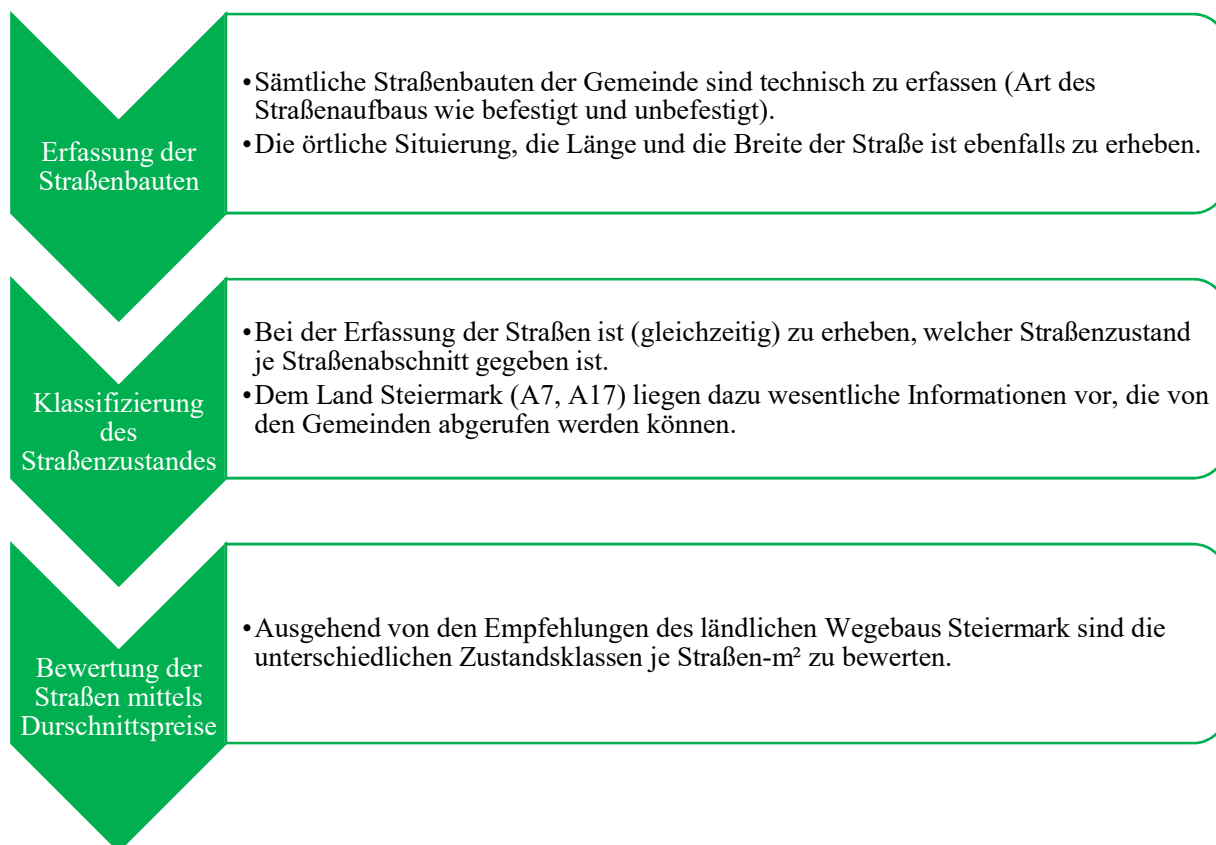 Erfassung der
Straßenbauten
•Sämtliche Straßenbauten der Gemeinde sind technisch zu erfassen (Art des
Straßenaufbaus wie befestigt und unbefestigt).
•Die örtliche Situierung, die Länge und die Breite der Straße ist ebenfalls zu erheben.
Klassifizierung
des
Straßenzustandes
•Bei der Erfassung der Straßen ist (gleichzeitig) zu erheben, welcher Straßenzustand
je Straßenabschnitt gegeben ist.
•Dem Land Steiermark (A7, A17) liegen dazu wesentliche Informationen vor, die von
den Gemeinden abgerufen werden können.
Bewertung der
Straßen mittels
Durschnittspreise
•Ausgehend von den Empfehlungen des ländlichen Wegebaus Steiermark sind die
unterschiedlichen Zustandsklassen je Straßen-m² zu bewerten.